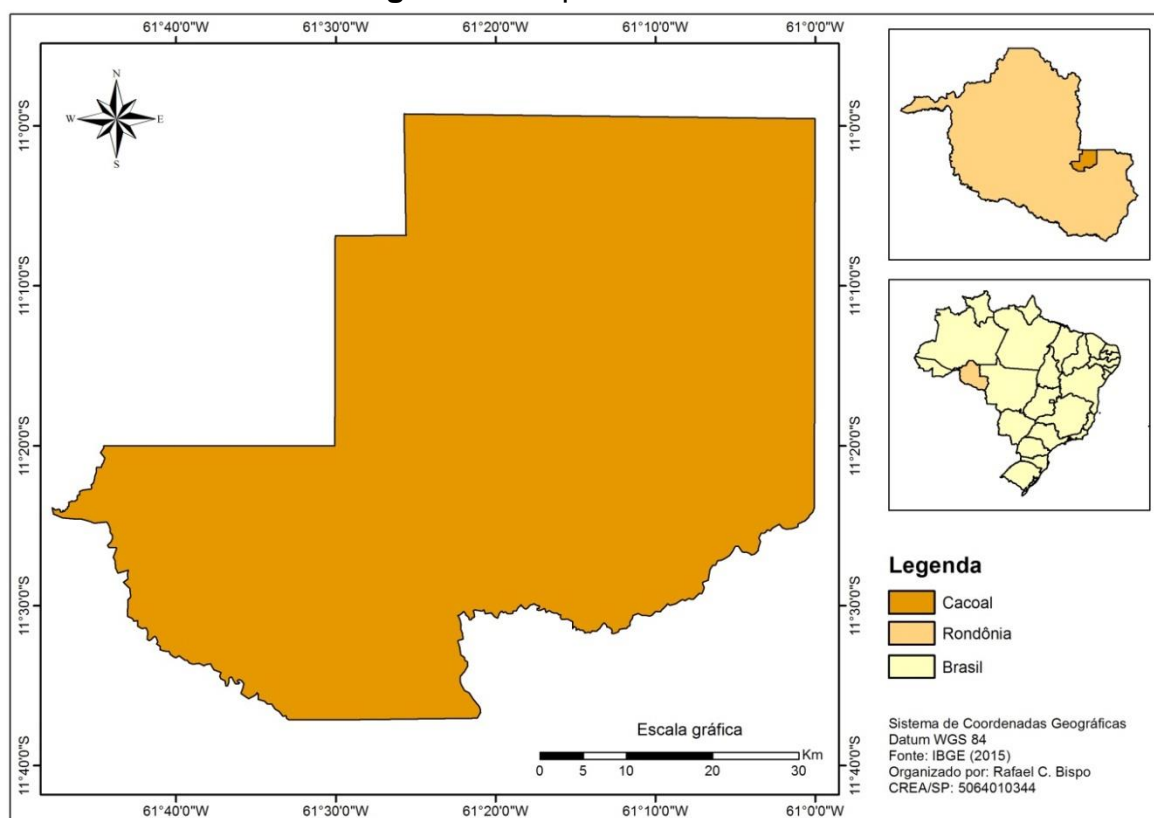 61°40'0"W 61°30'0"W 61°20'0"W 61°10'0"W 61°0'0"W
N
W E
S
11°0'0"S 11°0'0"S
11°10'0"S 11°10'0"S
11°20'0"S 11°20'0"S
11°30'0"S 11°30'0"S
11°40'0"S 11°40'0"S
Escala gráfica
Km
0 5 10 20 30
61°40'0"W 61°30'0"W 61°20'0"W 61°10'0"W 61°0'0"W
Legenda
Cacoal
Rondônia
Brasil
Sistema de Coordenadas Geográficas
Datum WGS 84
Fonte: IBGE (2015)
Organizado por: Rafael C. Bispo
CREA/SP: 5064010344